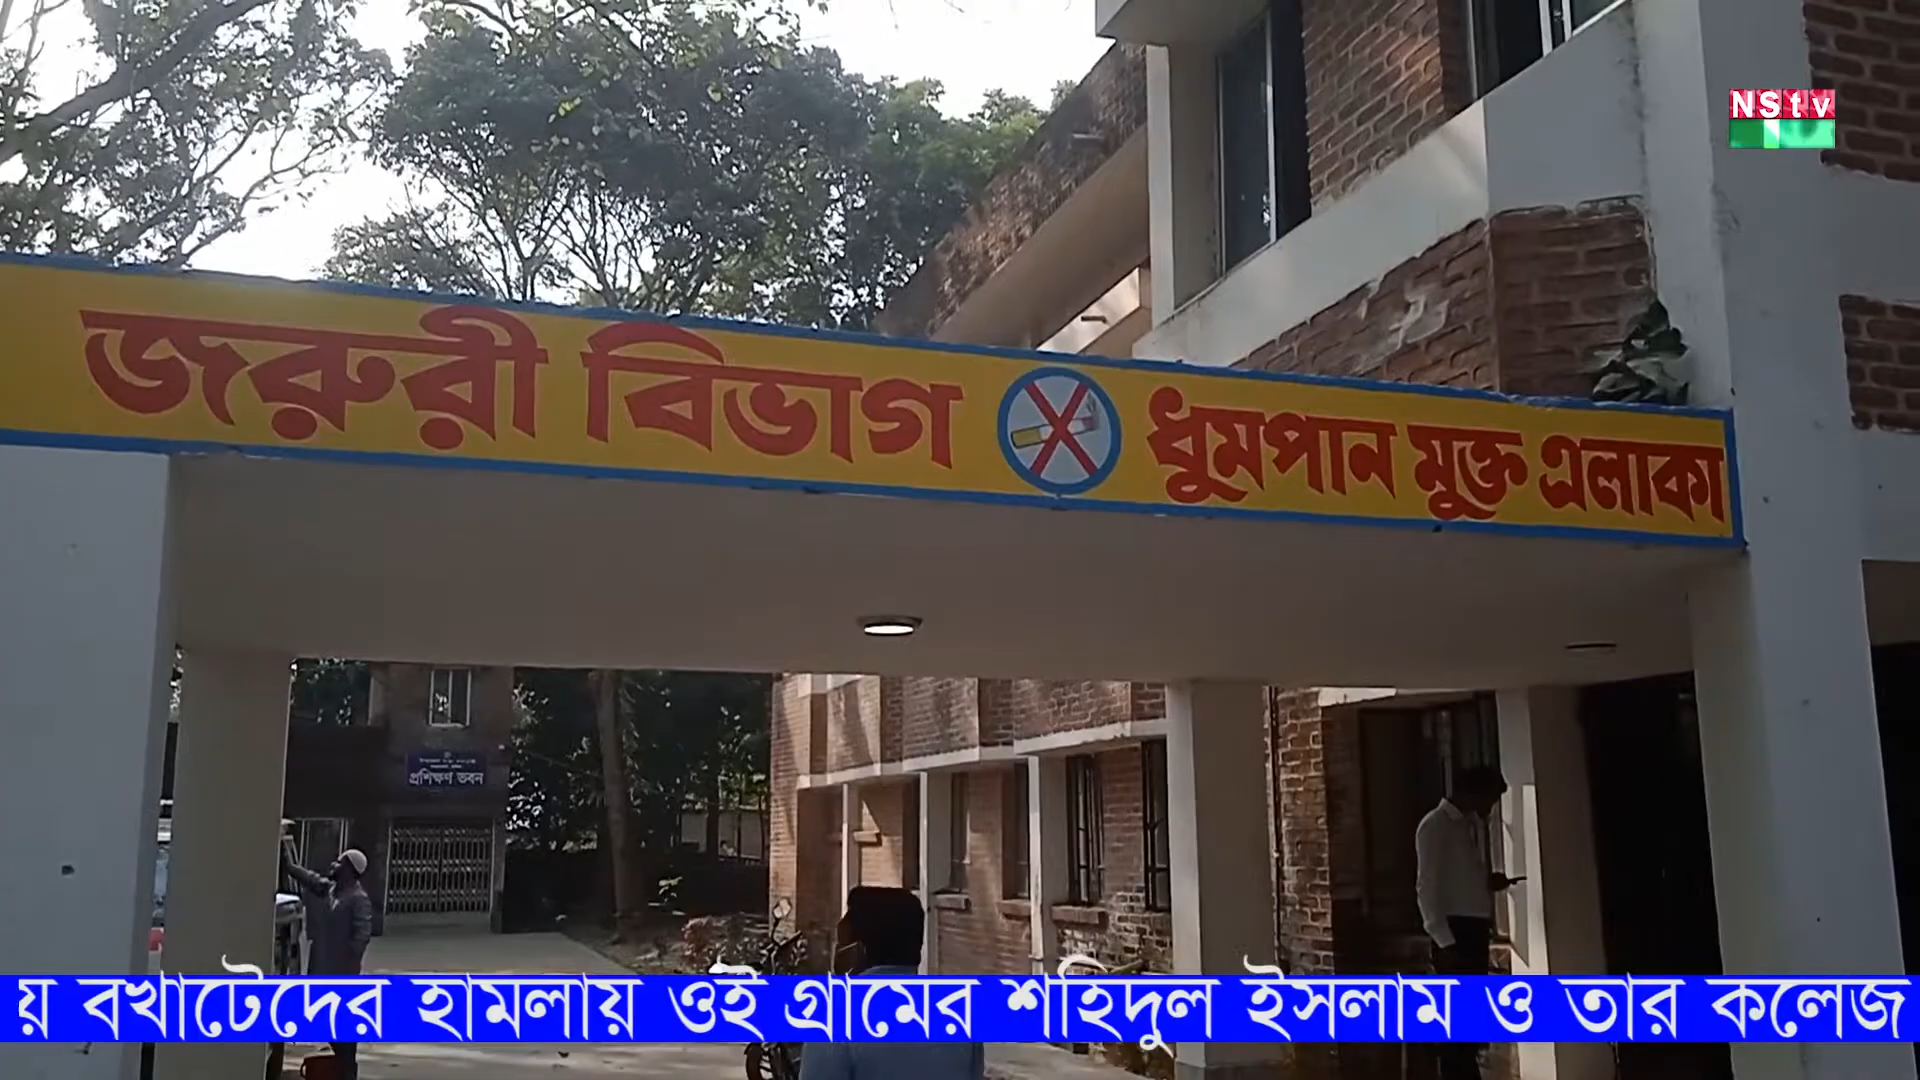 NStv
জরুরী বিভাগ ধুমপান মুক্ত এলাকা
প্রশিক্ষণ ভবন
য় বখাটেদের হামলায় ওই গ্রামের শহিদুল ইসলাম ও তার কলেজ